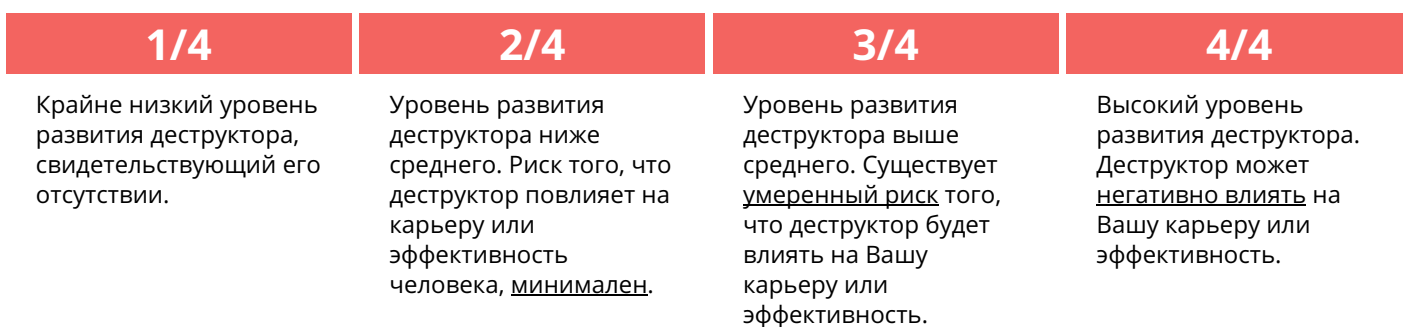 1/4
Крайне низкий уровень
развития деструктора,
свидетельствующий его
отсутствии.
2/4
Уровень развития
деструктора ниже
среднего. Риск того, что
деструктор повлияет на
карьеру или
эффективность
человека, минимален.
3/4
Уровень развития
деструктора выше
среднего. Существует
умеренный риск того,
что деструктор будет
влиять на Вашу
карьеру или
эффективность.
4/4
Высокий уровень
развития деструктора.
Деструктор может
негативно влиять на
Вашу карьеру или
эффективность.